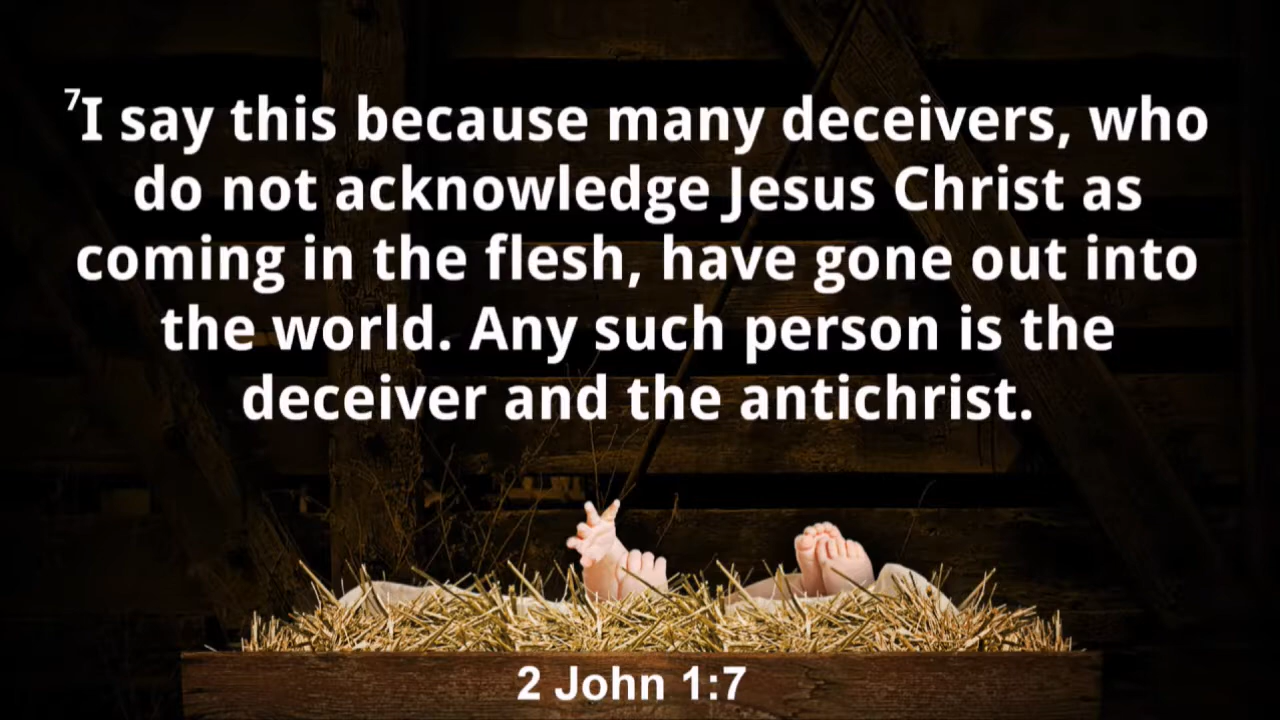 7I say this because many deceivers, who
do not acknowledge Jesus Christ as
coming in the flesh, have gone out into
the world. Any such person is the
deceiver and the antichrist.
2 John 1:7